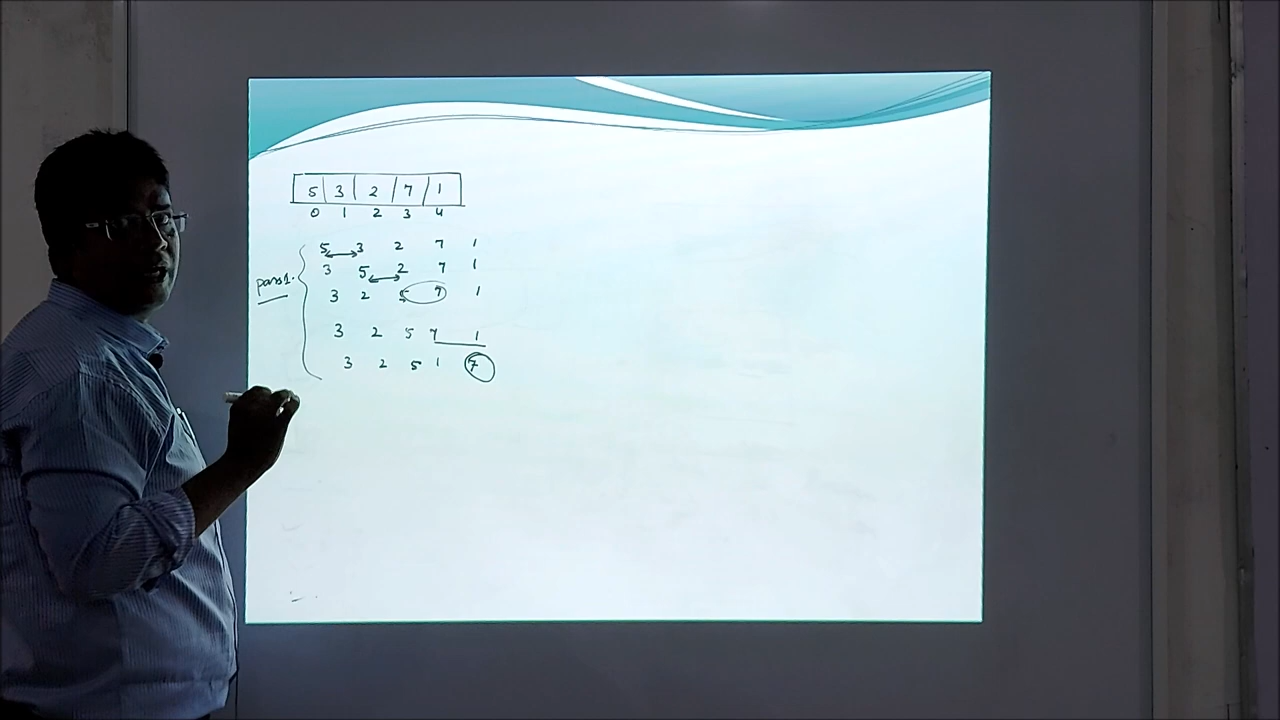 5 3 2 7 1
0 1 2 3 4
5 3 2 7 1
3 5 2 7 1
pass1.
3 2 5 7 1
3 2 5 7 1
3 2 5 1 7